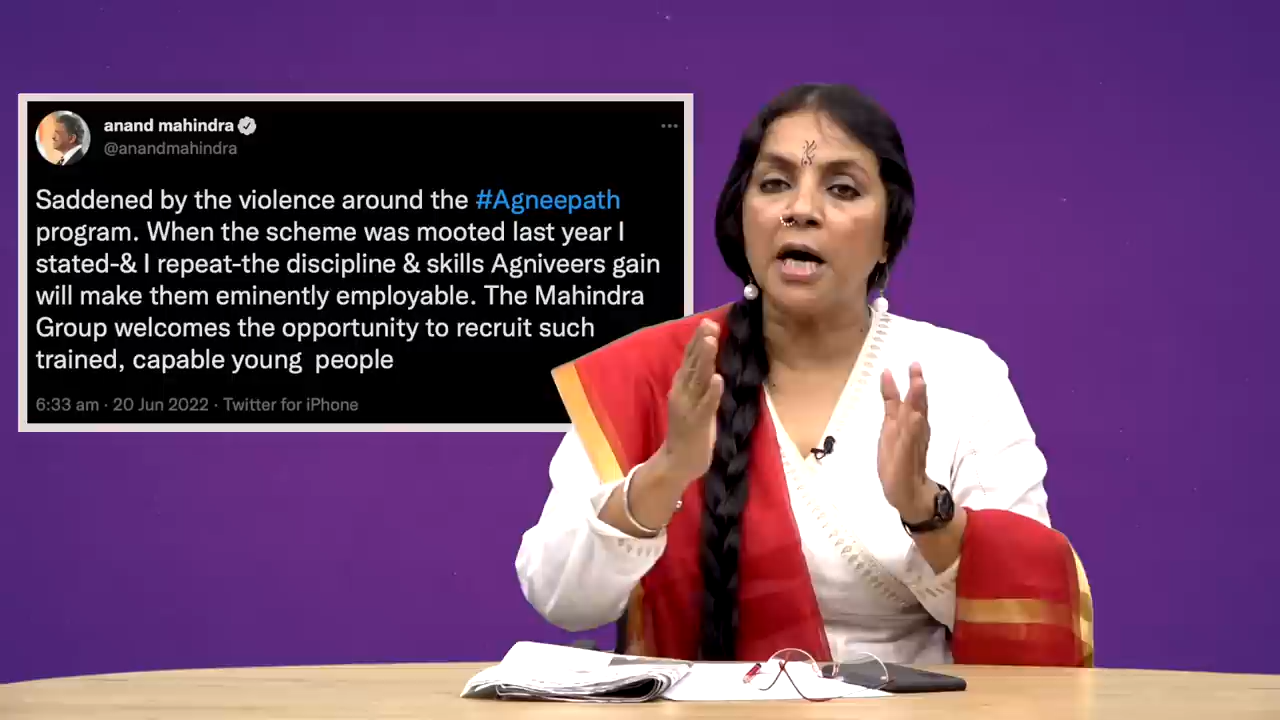 anand mahindra
@anandmahindra
Saddened by the violence around the #Agneepath
program. When the scheme was mooted last year I
stated-& I repeat-the discipline & skills Agniveers gain
will make them eminently employable. The Mahindra
Group welcomes the opportunity to recruit such
trained, capable young people
6:33 am · 20 Jun 2022 · Twitter for iPhone